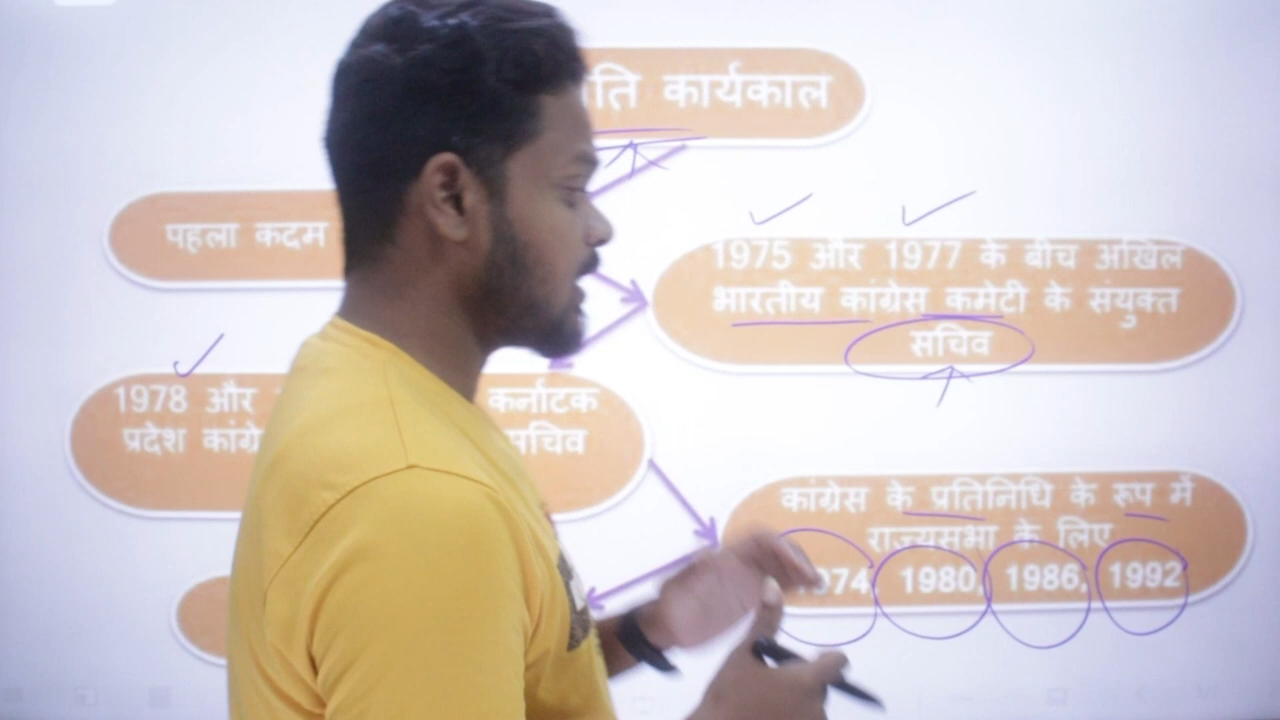 कार्यकाल
पहला कदम
1975 और 1977 के बीच अखिल
भारतीय कांग्रेस कमेटी के संयुक्त
सचिव
1978 और
कर्नाटक
प्रदेश
सचिव
कांग्रेस के प्रतिनिधि के रूप में
राज्यसभा के लिए
1980, 1986, 1992